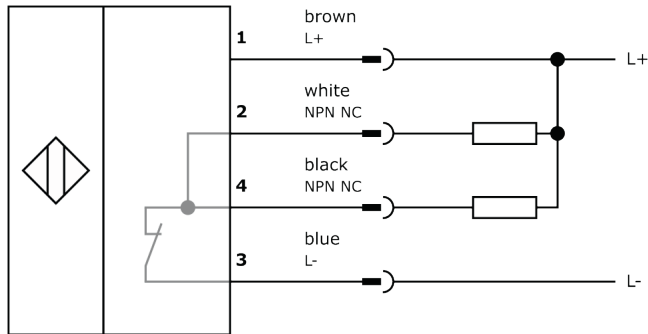 brown
1 L+
L+
white
2 NPN NC
black
4 NPN NC
blue
3 L-
L-